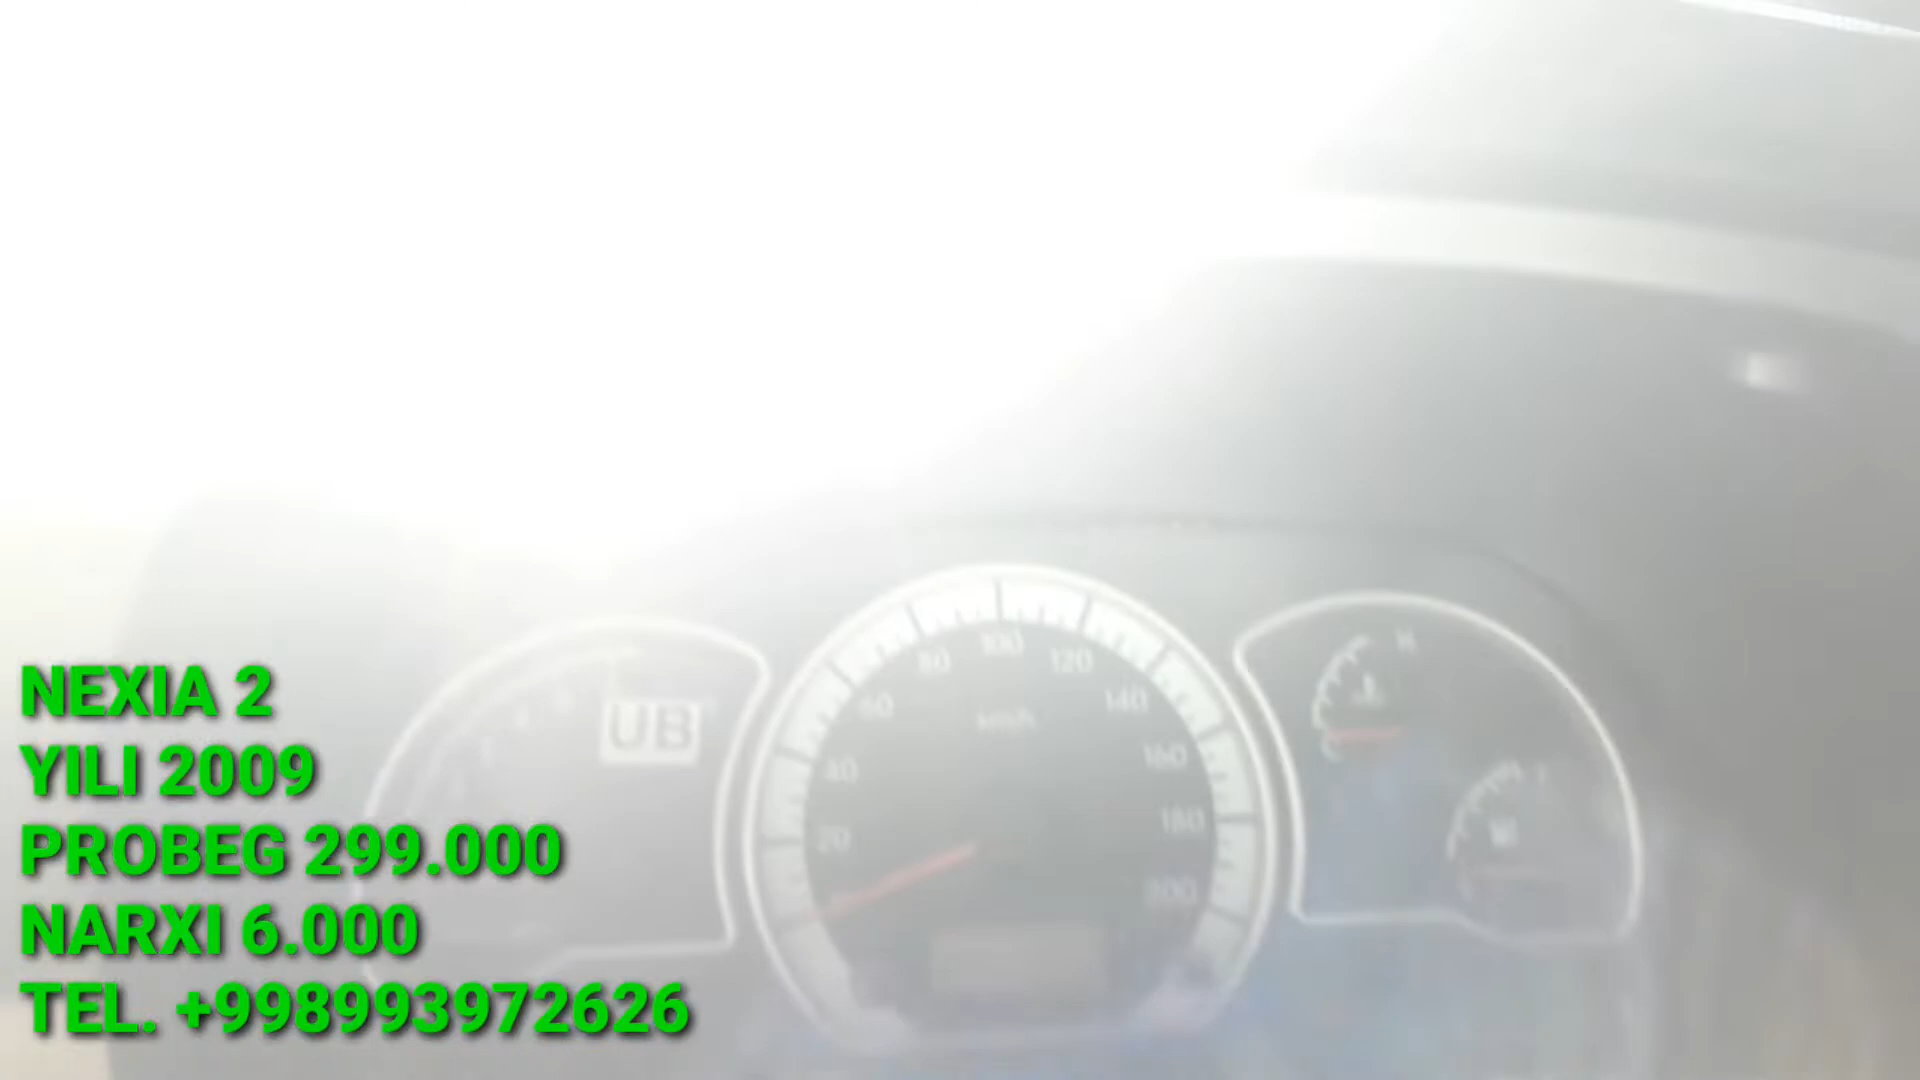 NEXIA 2
YILI 2009
PROBEG 299.000
NARXI 6.000
TEL. +998993972626
UB
20
40
60
80
100
120
140
160
180
200
km/h
H